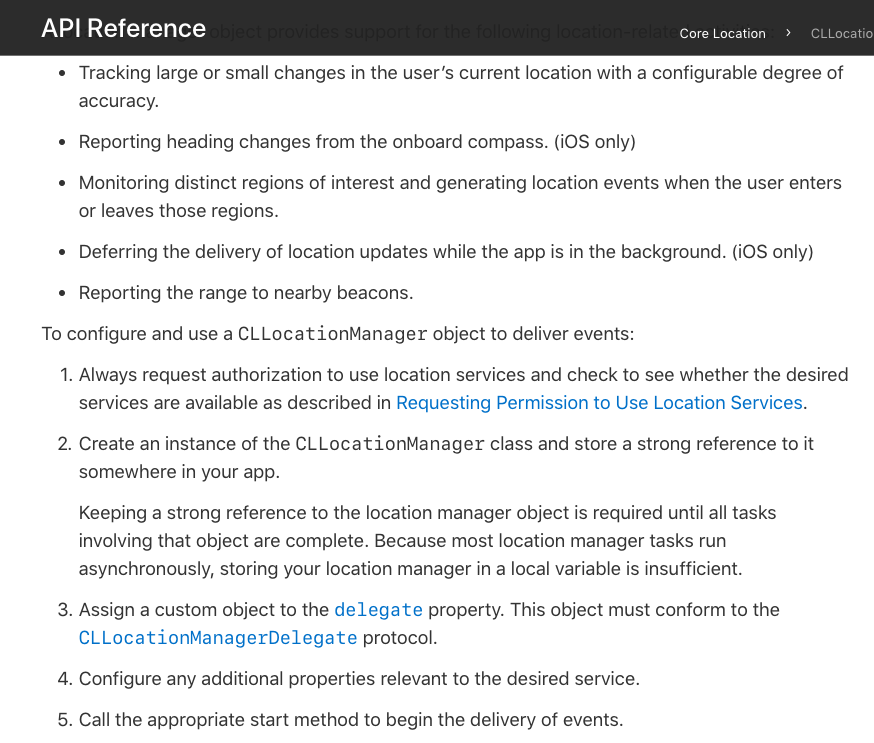 API Reference
object provides support for the following location-related
Core Location › CLLocatio
• Tracking large or small changes in the user’s current location with a configurable degree of
accuracy.
• Reporting heading changes from the onboard compass. (iOS only)
• Monitoring distinct regions of interest and generating location events when the user enters
or leaves those regions.
• Deferring the delivery of location updates while the app is in the background. (iOS only)
• Reporting the range to nearby beacons.
To configure and use a CLLocationManager object to deliver events:
1. Always request authorization to use location services and check to see whether the desired
services are available as described in Requesting Permission to Use Location Services.
2. Create an instance of the CLLocationManager class and store a strong reference to it
somewhere in your app.
Keeping a strong reference to the location manager object is required until all tasks
involving that object are complete. Because most location manager tasks run
asynchronously, storing your location manager in a local variable is insufficient.
3. Assign a custom object to the delegate property. This object must conform to the
CLLocationManagerDelegate protocol.
4. Configure any additional properties relevant to the desired service.
5. Call the appropriate start method to begin the delivery of events.